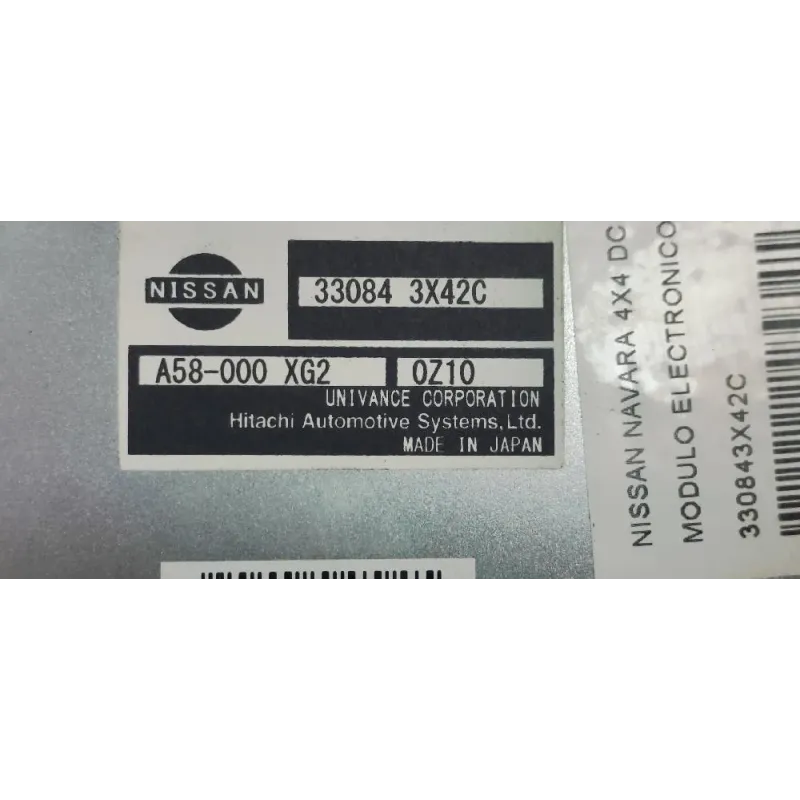 NISSAN
33084 3X42C
A58-000 XG2
0Z10
UNIVANCE CORPORATION
Hitachi Automotive Systems,Ltd.
MADE IN JAPAN
NISSAN NAVARA 4X4 DC
MODULO ELECTRONICO
330843X42C